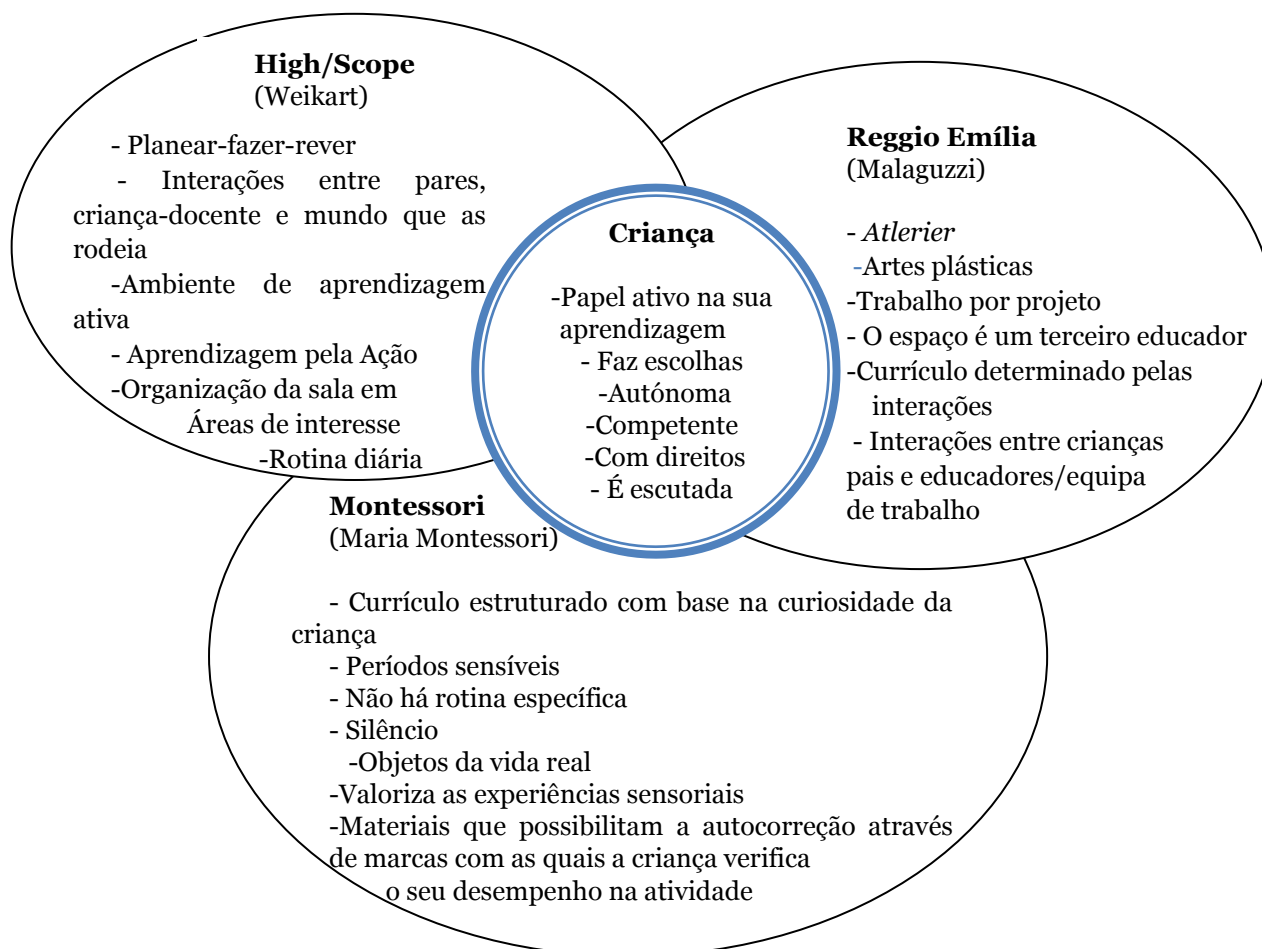 High/Scope
(Weikart)
- Planear-fazer-rever
- Interações entre pares,
criança-docente e mundo que as
rodeia
-Ambiente de aprendizagem
ativa
- Aprendizagem pela Ação
-Organização da sala em
Áreas de interesse
-Rotina diária
Criança
-Papel ativo na sua
aprendizagem
- Faz escolhas
-Autónoma
-Competente
-Com direitos
- É escutada
Reggio Emília
(Malaguzzi)
- Atlerier
-Artes plásticas
-Trabalho por projeto
- O espaço é um terceiro educador
-Currículo determinado pelas
interações
- Interações entre crianças
pais e educadores/equipa
de trabalho
Montessori
(Maria Montessori)
- Currículo estruturado com base na curiosidade da
criança
- Períodos sensíveis
- Não há rotina específica
- Silêncio
-Objetos da vida real
-Valoriza as experiências sensoriais
-Materiais que possibilitam a autocorreção através
de marcas com as quais a criança verifica
o seu desempenho na atividade